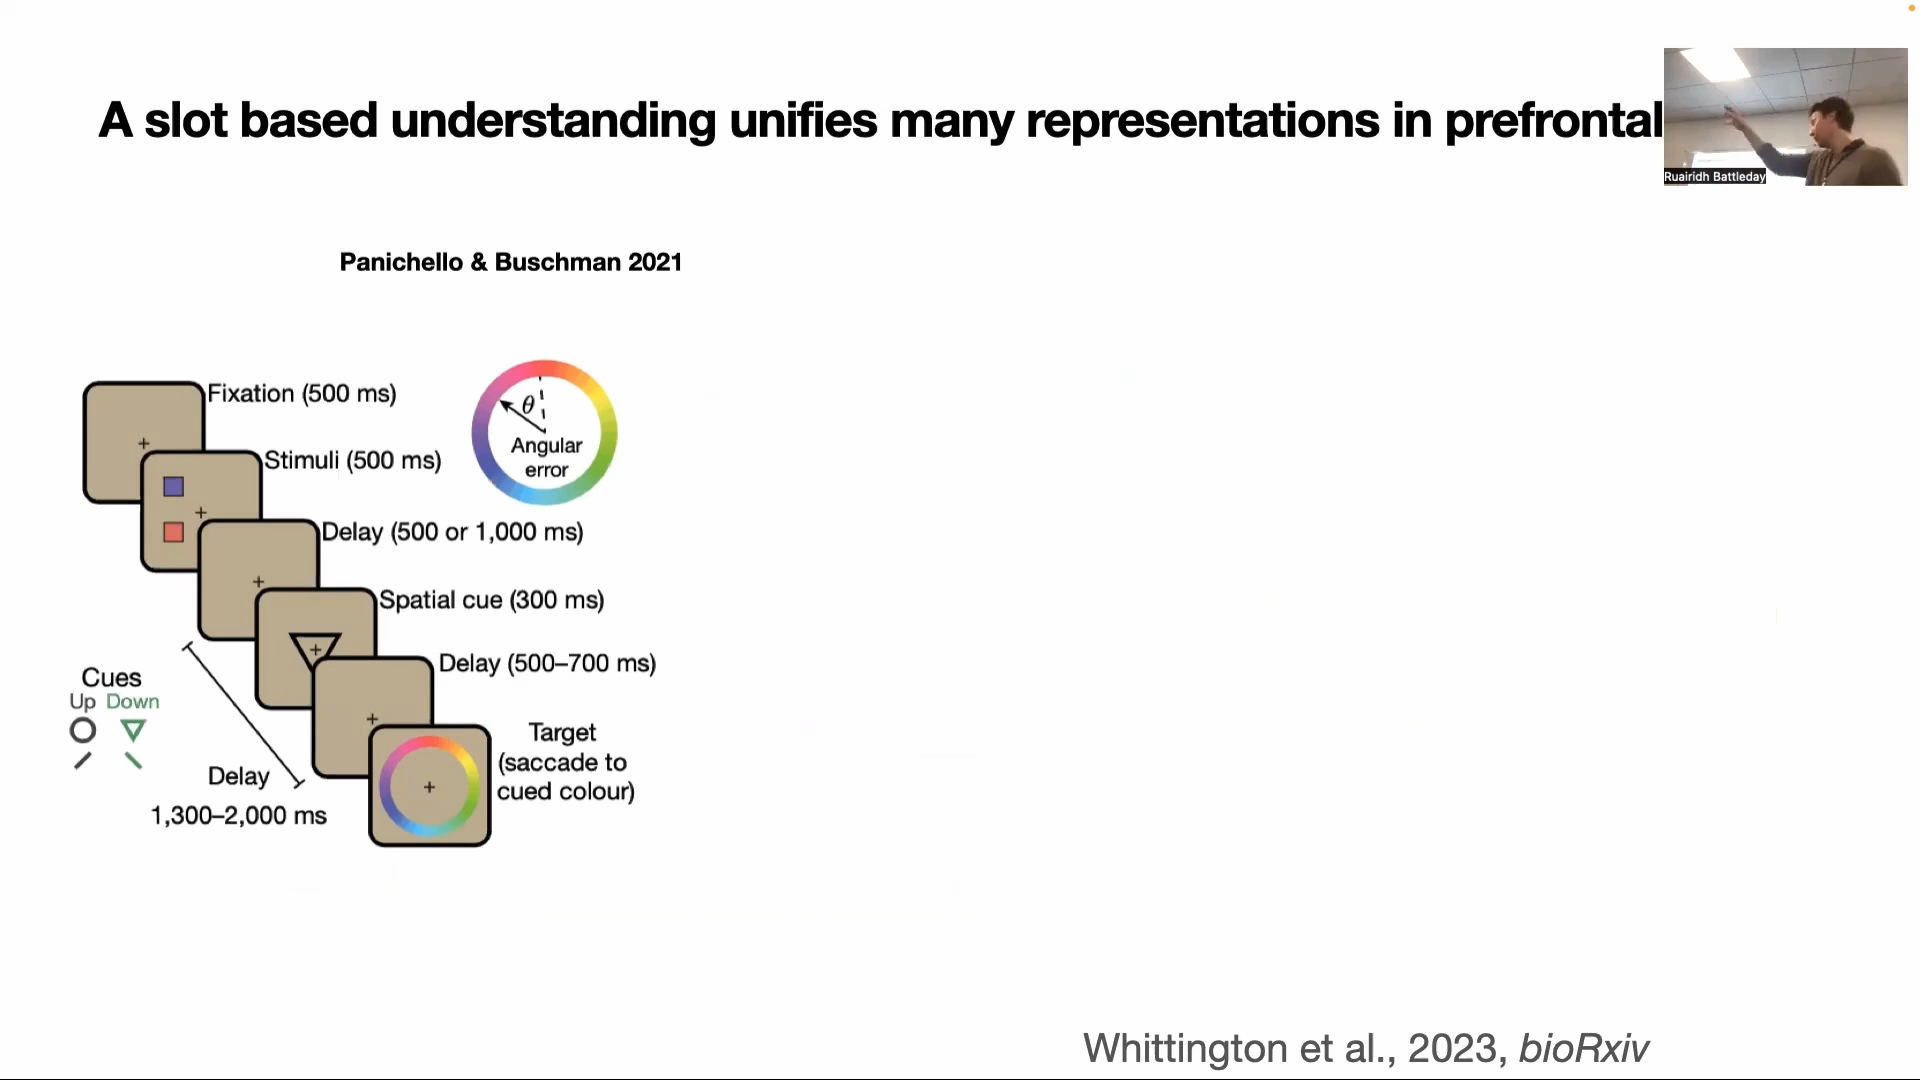 A slot based understanding unifies many representations in prefrontal
Ruairidh Battleday
Panichello & Buschman 2021
Fixation (500 ms)
θ
Angular
error
Stimuli (500 ms)
Delay (500 or 1,000 ms)
Spatial cue (300 ms)
Delay (500–700 ms)
Cues
Up Down
Target
(saccade to
cued colour)
Delay
1,300–2,000 ms
Whittington et al., 2023, bioRxiv